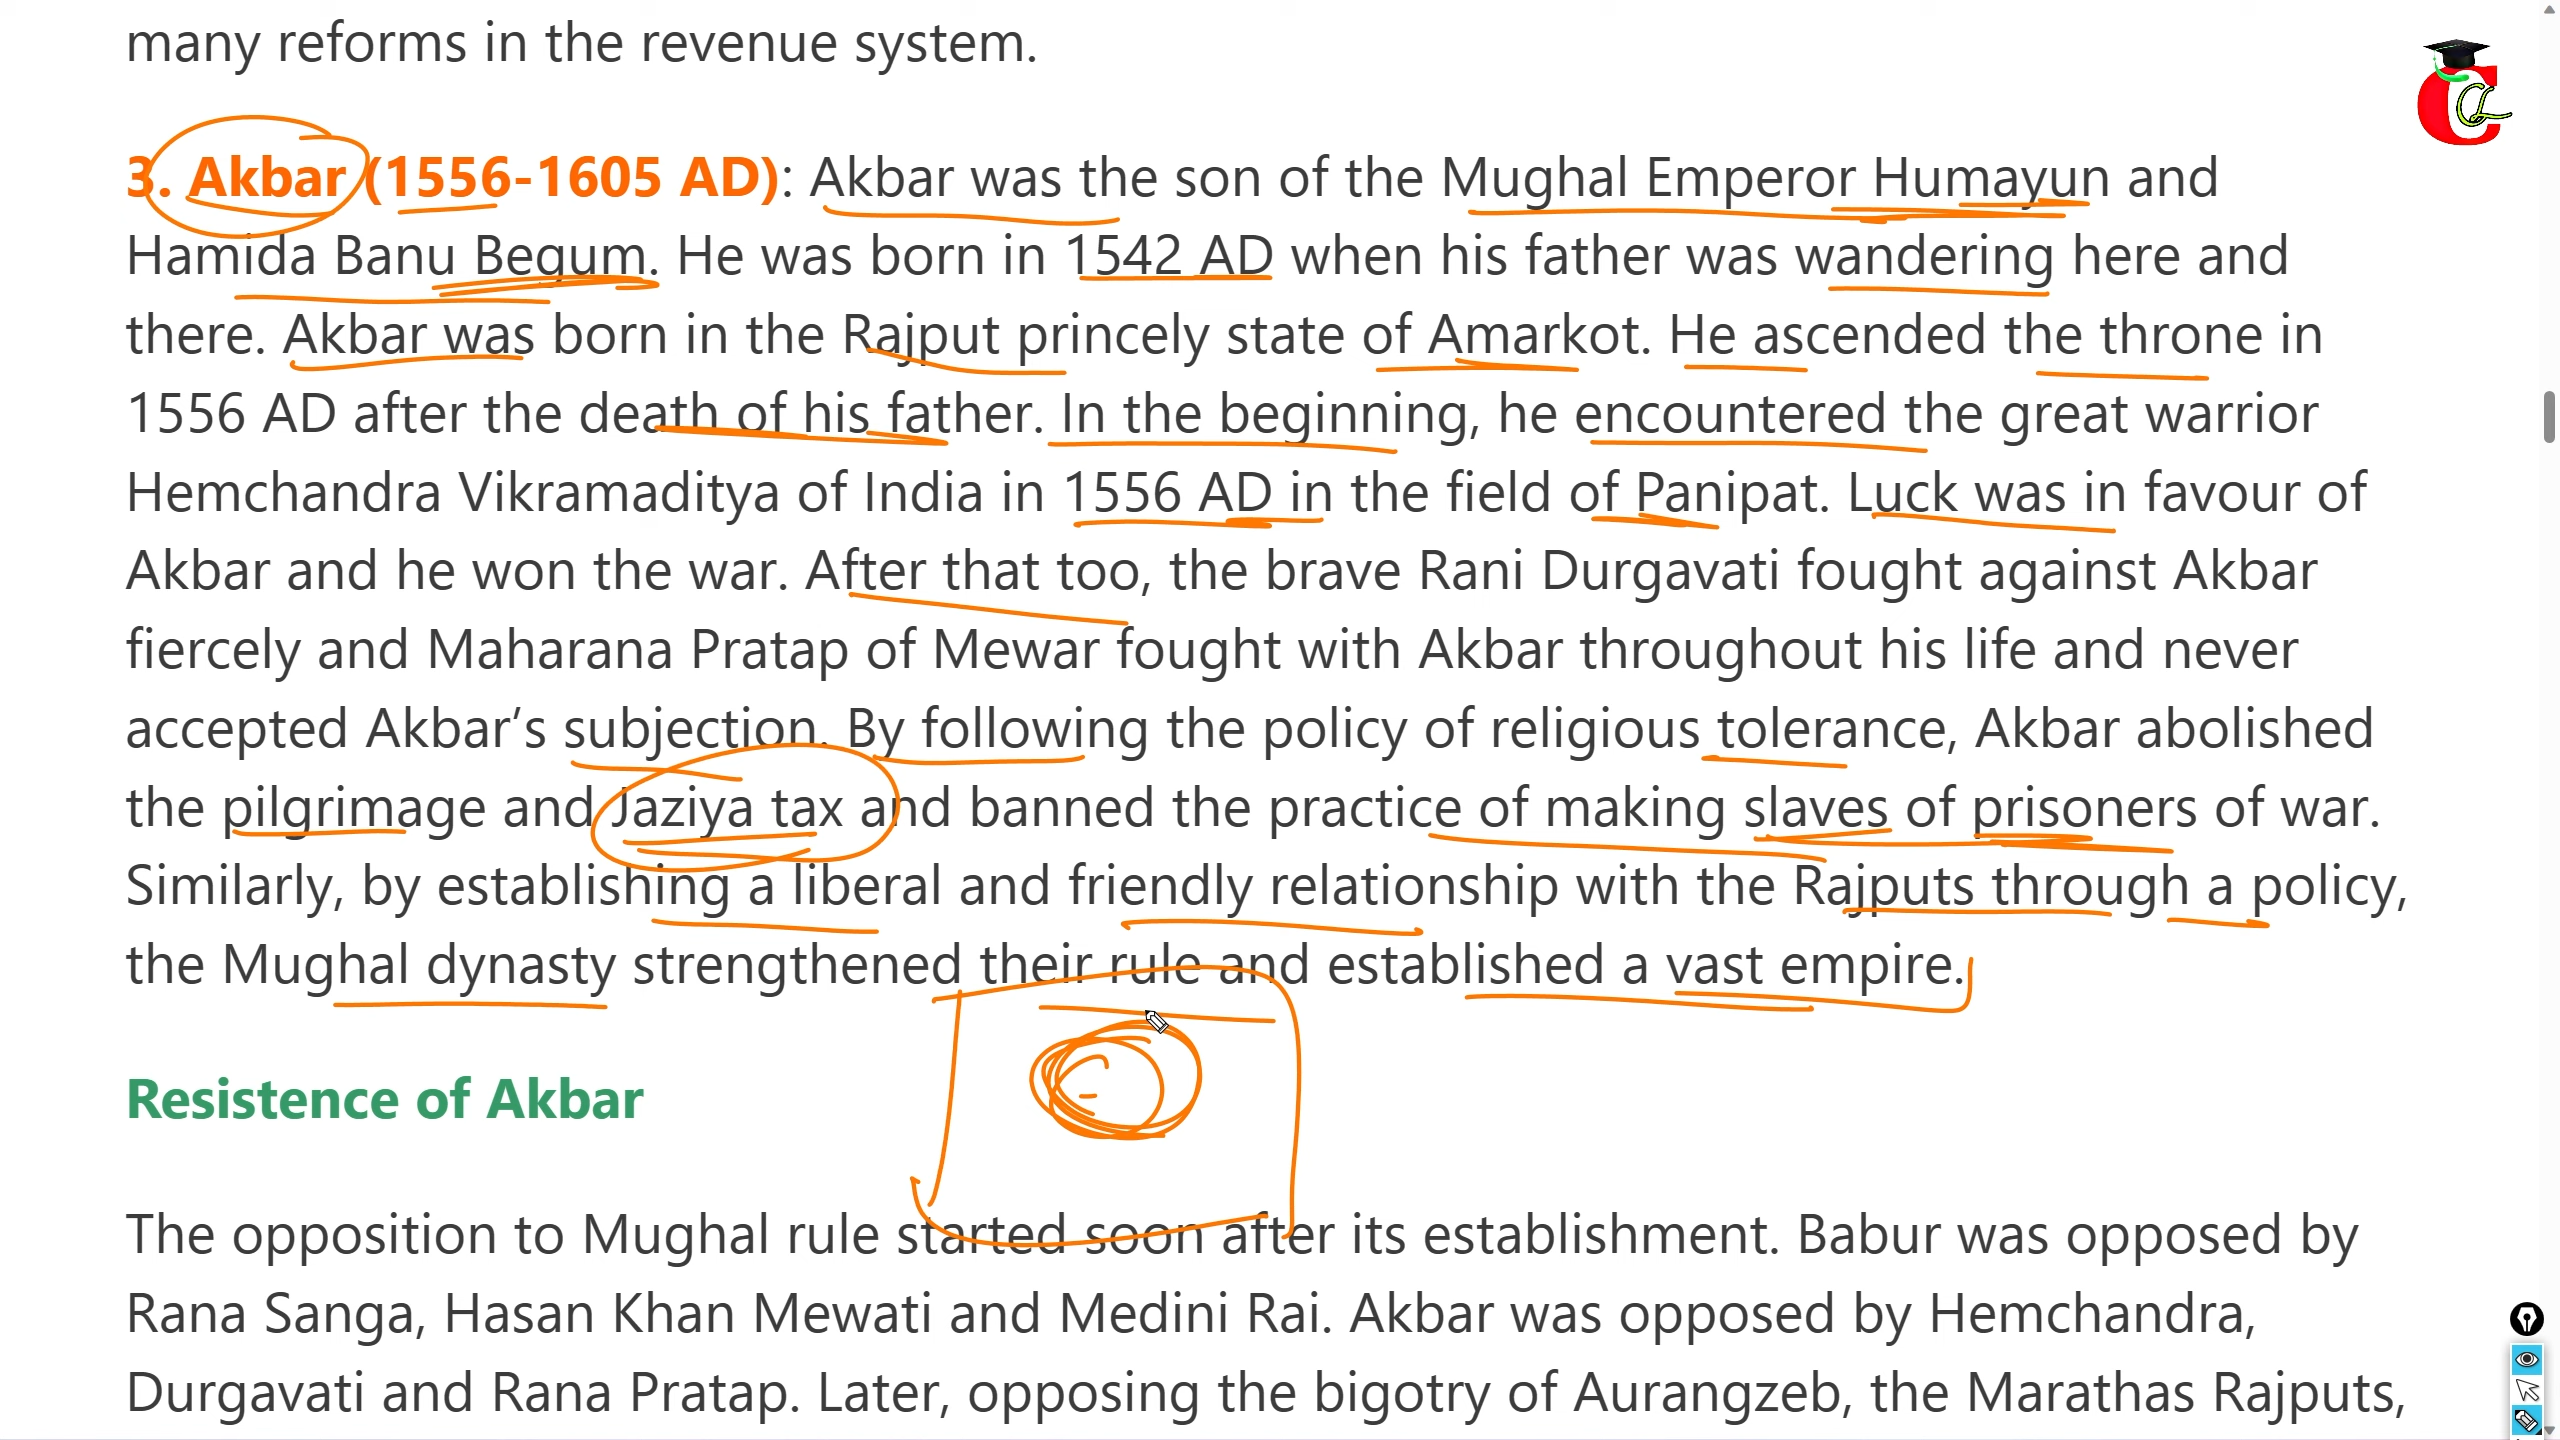 many reforms in the revenue system.
3. Akbar (1556-1605 AD): Akbar was the son of the Mughal Emperor Humayun and
Hamida Banu Begum. He was born in 1542 AD when his father was wandering here and
there. Akbar was born in the Rajput princely state of Amarkot. He ascended the throne in
1556 AD after the death of his father. In the beginning, he encountered the great warrior
Hemchandra Vikramaditya of India in 1556 AD in the field of Panipat. Luck was in favour of
Akbar and he won the war. After that too, the brave Rani Durgavati fought against Akbar
fiercely and Maharana Pratap of Mewar fought with Akbar throughout his life and never
accepted Akbar’s subjection. By following the policy of religious tolerance, Akbar abolished
the pilgrimage and Jaziya tax and banned the practice of making slaves of prisoners of war.
Similarly, by establishing a liberal and friendly relationship with the Rajputs through a policy,
the Mughal dynasty strengthened their rule and established a vast empire.
Resistence of Akbar
The opposition to Mughal rule started soon after its establishment. Babur was opposed by
Rana Sanga, Hasan Khan Mewati and Medini Rai. Akbar was opposed by Hemchandra,
Durgavati and Rana Pratap. Later, opposing the bigotry of Aurangzeb, the Marathas Rajputs,